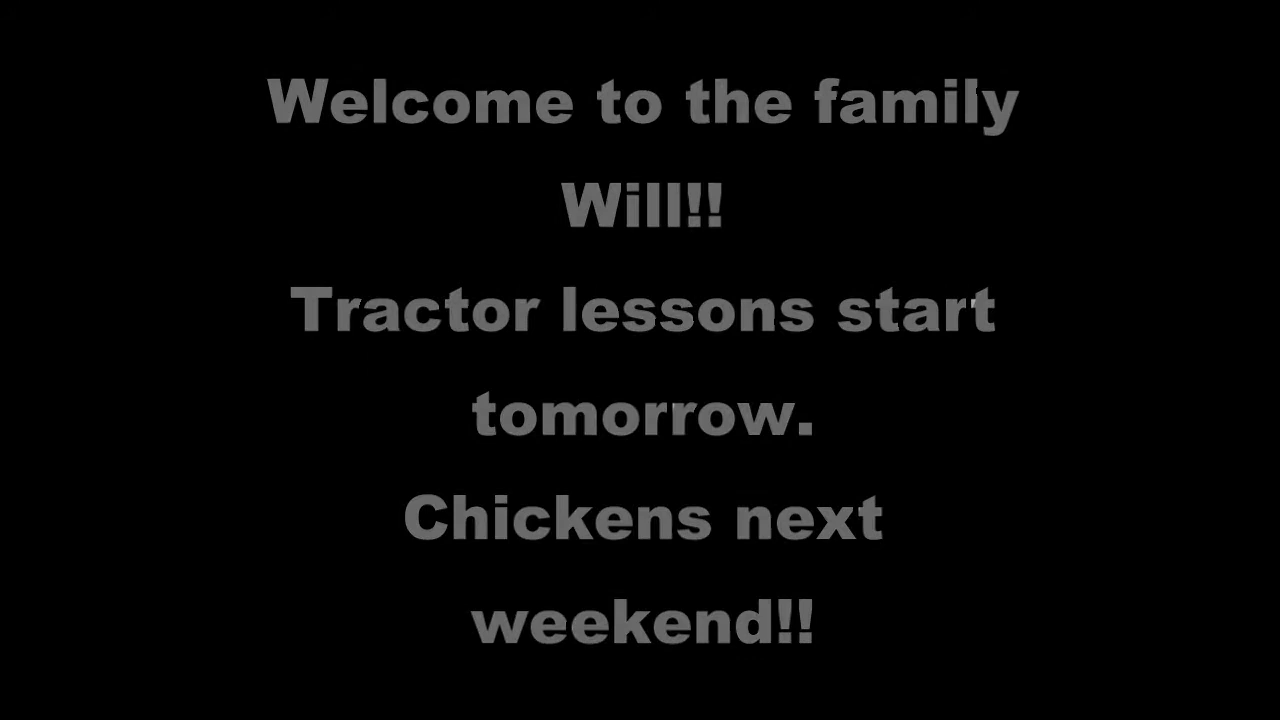 Welcome to the family
Will!!
Tractor lessons start
tomorrow.
Chickens next
weekend!!